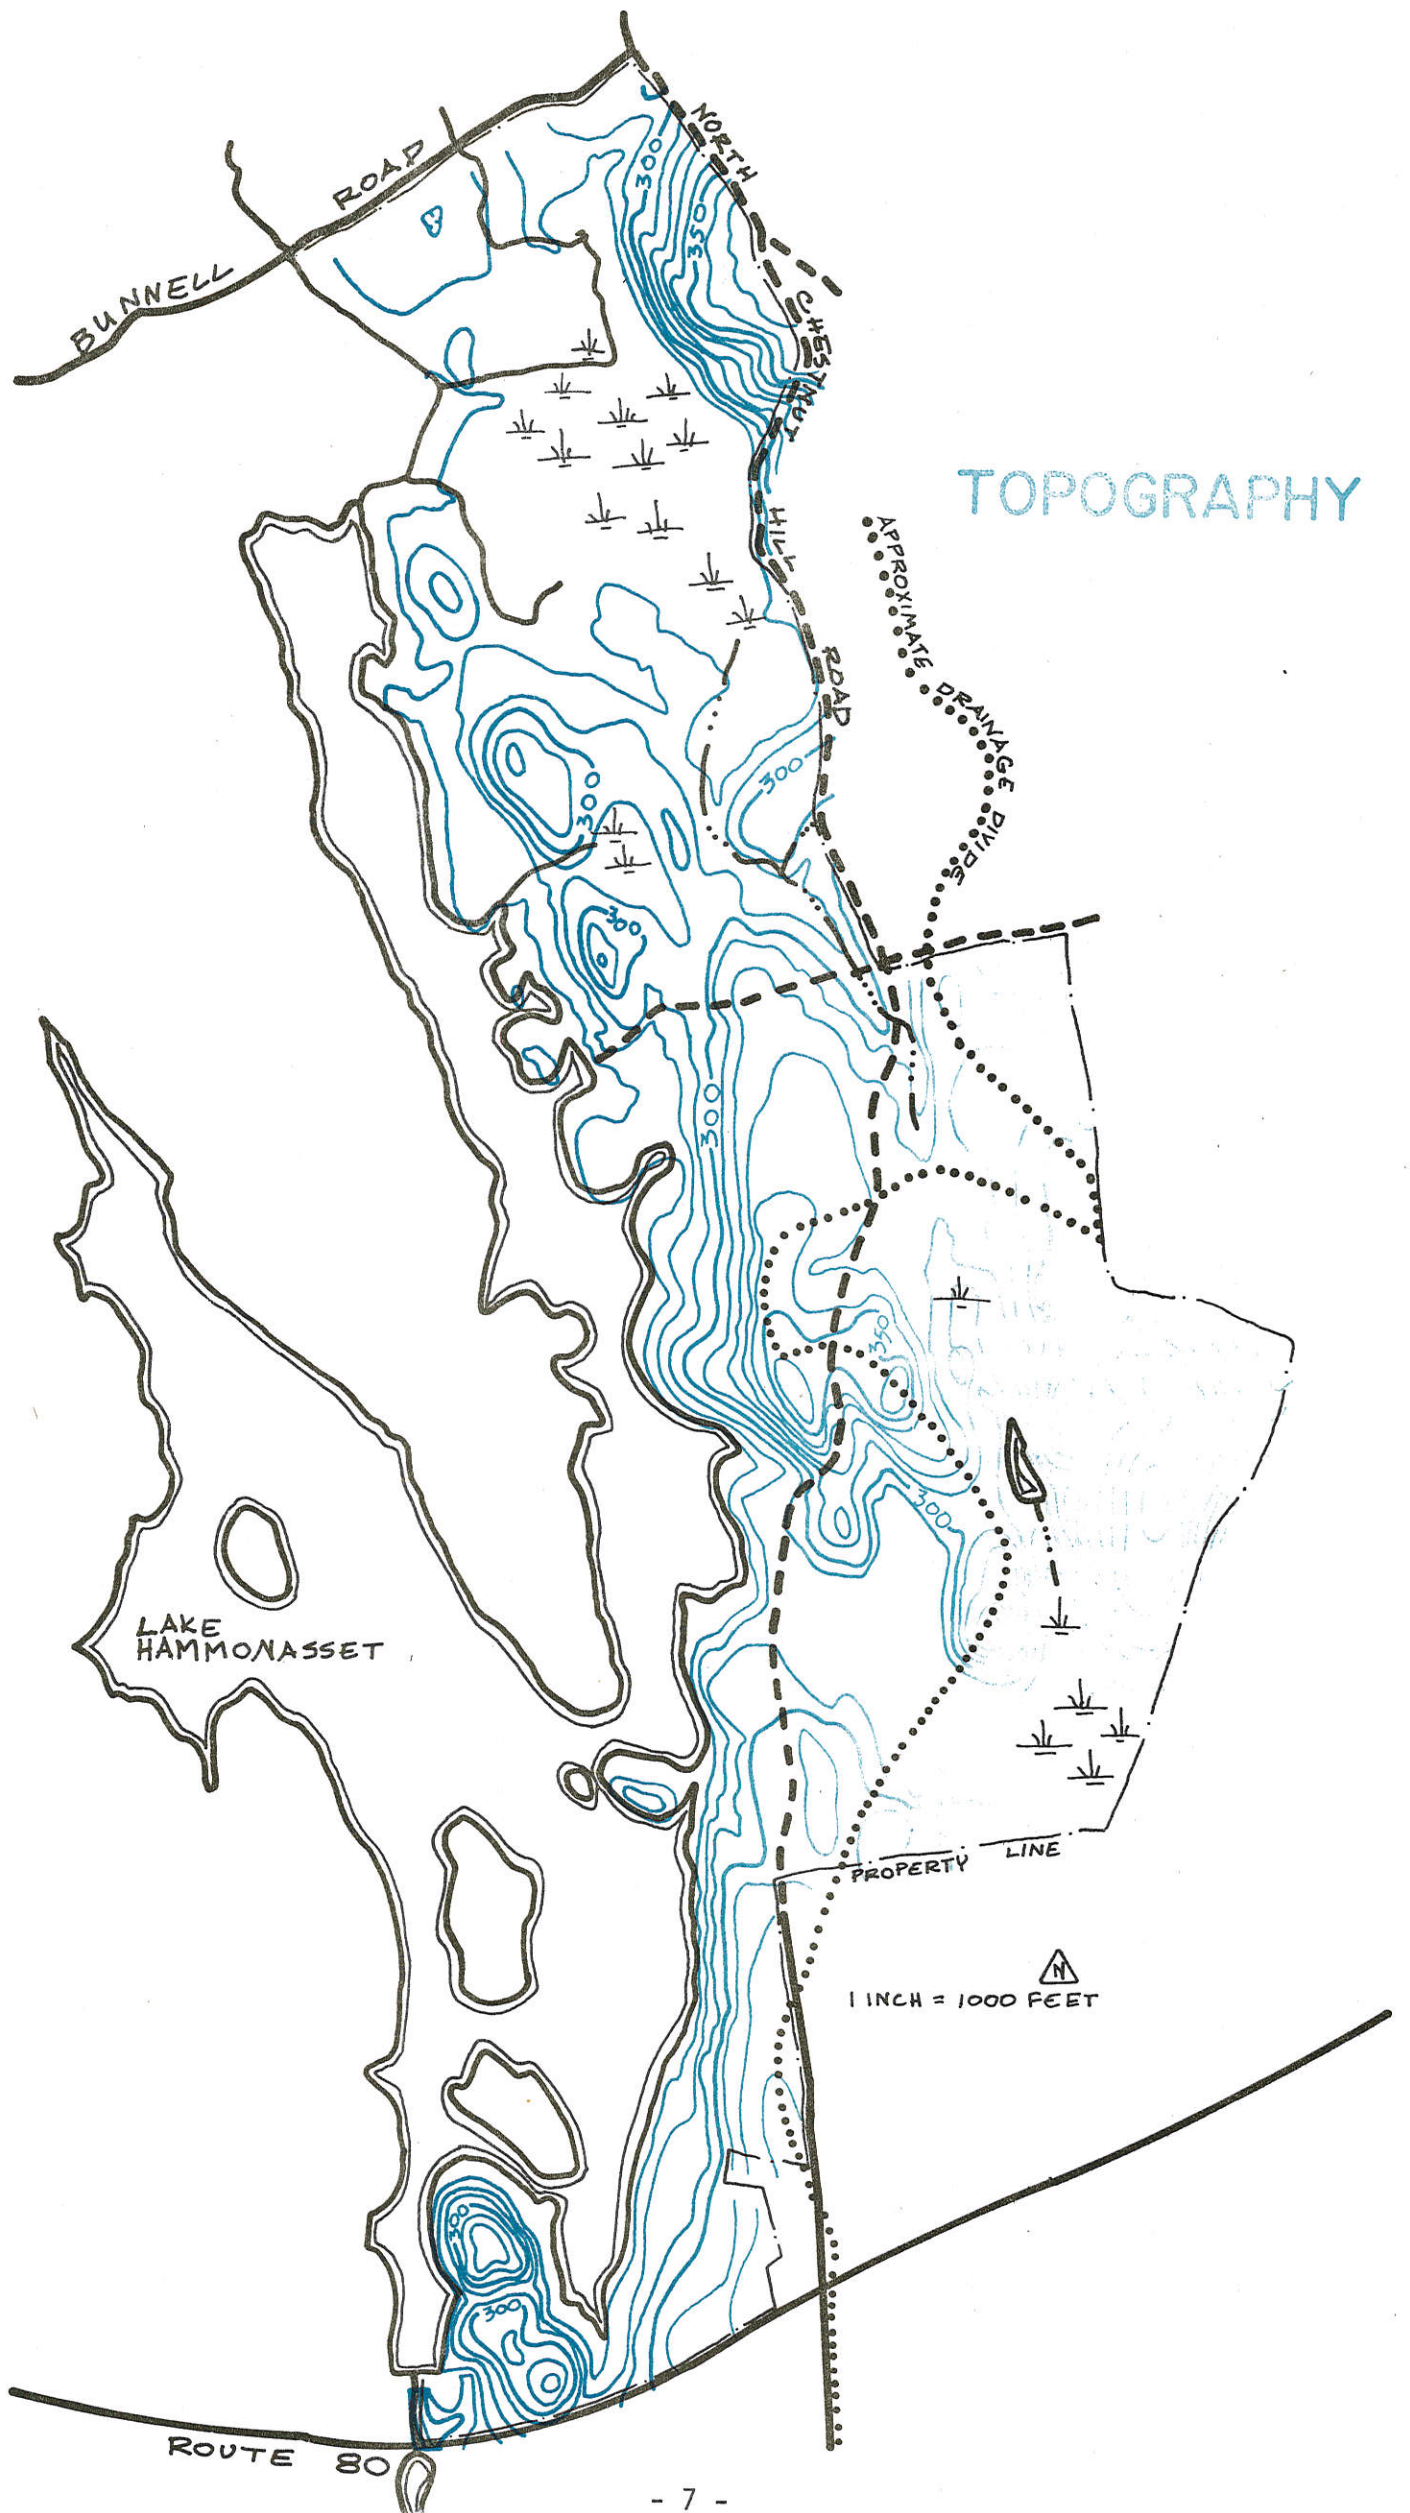 BUNNELL ROAD
NORTH CHESTNUT HILL ROAD
300
350
TOPOGRAPHY
APPROXIMATE DRAINAGE DIVIDE
300
300
300
300
350
300
LAKE
HAMMONASSET
PROPERTY LINE
N
1 INCH = 1000 FEET
300
300
ROUTE 80
- 7 -